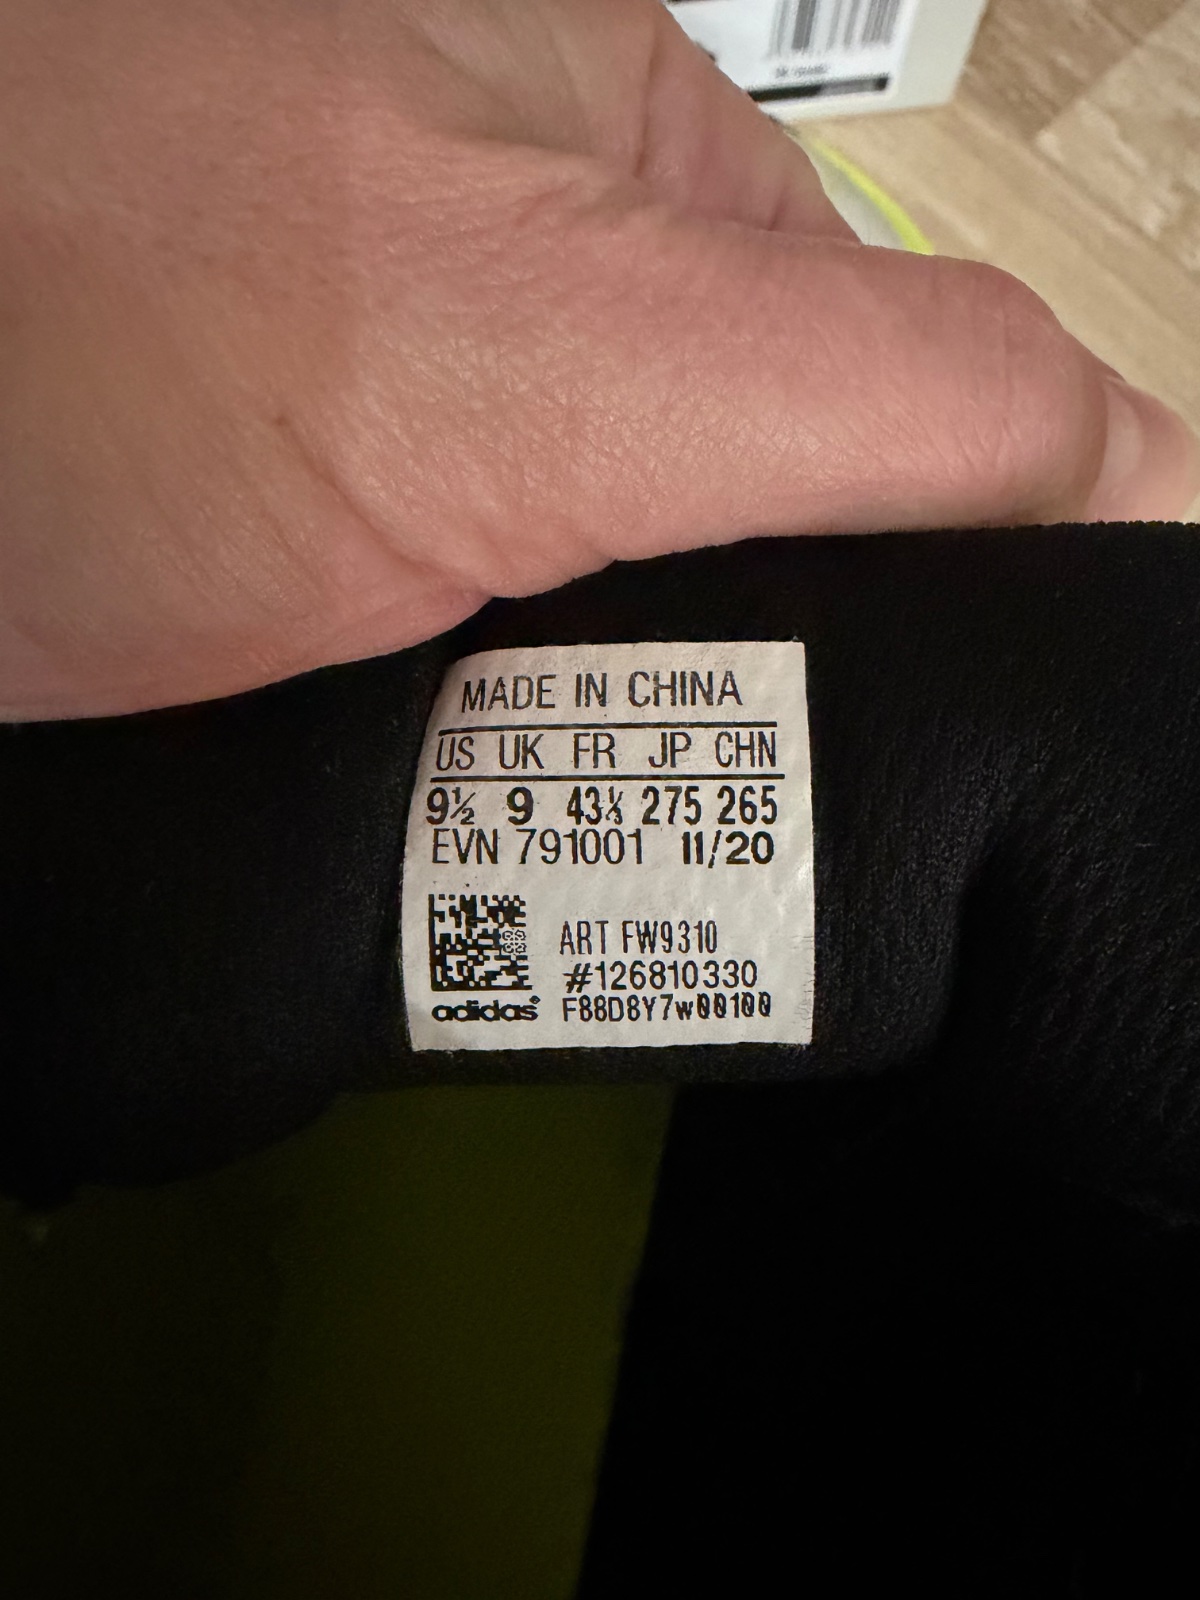 MADE IN CHINA
US UK FR JP CHN
9½ 9 43⅓ 275 265
EVN 791001 11/20
ART FW9310
#126810330
adidas® F88D8Y7w00100